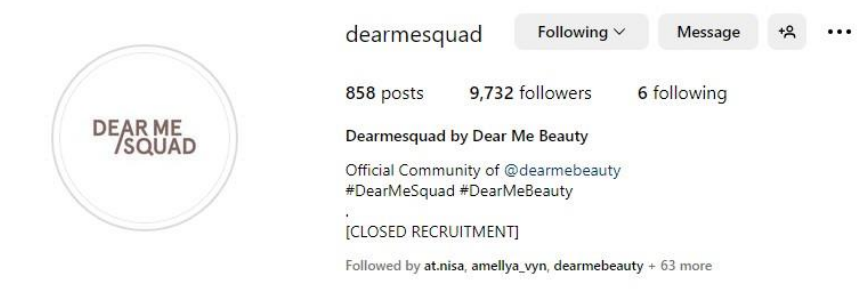 DEAR ME
/SQUAD
dearmesquad
Following
Message
858 posts
9,732 followers
6 following
Dearmesquad by Dear Me Beauty
Official Community of @dearmebeauty
#DearMeSquad #DearMeBeauty
.
[CLOSED RECRUITMENT]
Followed by at.nisa, amellya_vyn, dearmebeauty + 63 more